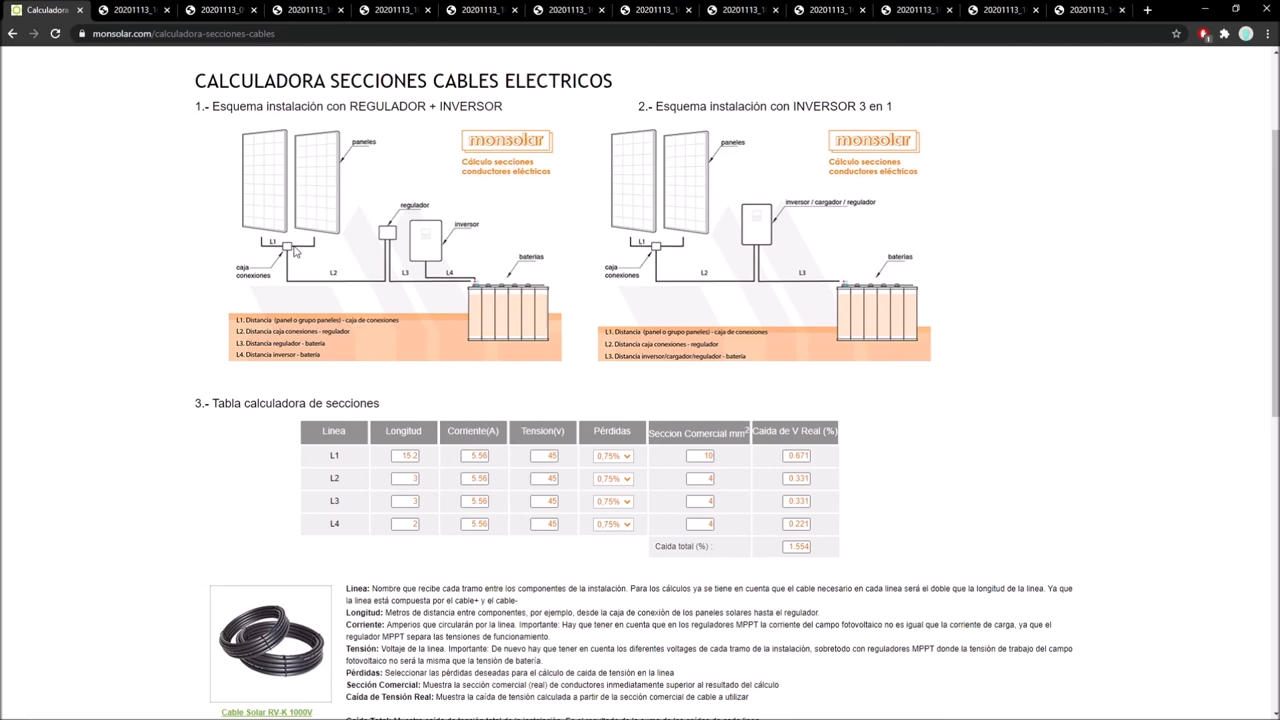 Calculadora
20201113_1
20201113_1
20201113_1
20201113_1
20201113_1
20201113_1
20201113_1
20201113_1
monsolar.com/calculadora-secciones-cables
CALCULADORA SECCIONES CABLES ELECTRICOS
1.- Esquema instalación con REGULADOR + INVERSOR
2.- Esquema instalación con INVERSOR 3 en 1
paneles
monsolar
Cálculo secciones
conductores eléctricos
regulador
inversor
L1
caja
conexiones
L2
L3
L4
baterías
L1. Distancia (panel o grupo paneles) - caja de conexiones
L2. Distancia caja conexiones - regulador
L3. Distancia regulador - batería
L4. Distancia inversor - batería
paneles
monsolar
Cálculo secciones
conductores eléctricos
inversor / cargador / regulador
L1
caja
conexiones
L2
L3
baterías
L1. Distancia (panel o grupo paneles) - caja de conexiones
L2. Distancia caja conexiones - regulador
L3. Distancia inversor/cargador/regulador - batería
3.- Tabla calculadora de secciones
Linea Longitud Corriente(A) Tension(v) Pérdidas Seccion Comercial mm2 Caida de V Real (%)
L1 15.2 5.56 45 0,75% 10 0.671
L2 3 5.56 45 0,75% 4 0.331
L3 3 5.56 45 0,75% 4 0.331
L4 2 5.56 45 0,75% 4 0.221
Caida total (%) : 1.554
Linea: Nombre que recibe cada tramo entre los componentes de la instalación. Para los cálculos ya se tiene en cuenta que el cable necesario en cada linea será el doble que la longitud de la linea. Ya que
la linea está compuesta por el cable+ y el cable-
Longitud: Metros de distancia entre componentes, por ejemplo, desde la caja de conexión de los paneles solares hasta el regulador.
Corriente: Amperios que circularán por la linea. Importante: Hay que tener en cuenta que en los reguladores MPPT la corriente del campo fotovoltaico no es igual que la corriente de carga, ya que el
regulador MPPT separa las tensiones de funcionamiento.
Tensión: Voltaje de la linea. Importante: De nuevo hay que tener en cuenta los diferentes voltages de cada tramo de la instalación, sobretodo con reguladores MPPT donde la tensión de trabajo del campo
fotovoltaico no será la misma que la tensión de batería.
Pérdidas: Seleccionar las pérdidas deseadas para el cálculo de caida de tensión en la linea
Sección Comercial: Muestra la sección comercial (real) de conductores inmediatamente superior al resultado del cálculo
Caída de Tensión Real: Muestra la caída de tensión calculada a partir de la sección comercial de cable a utilizar
Cable Solar RV-K 1000V